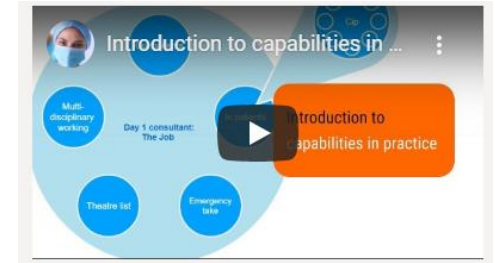 Introduction to capabilities in ...
Multi-
disciplinary
working
Day 1 consultant:
The Job
Introduction to
capabilities in practice
Theatre list
Emergency
take